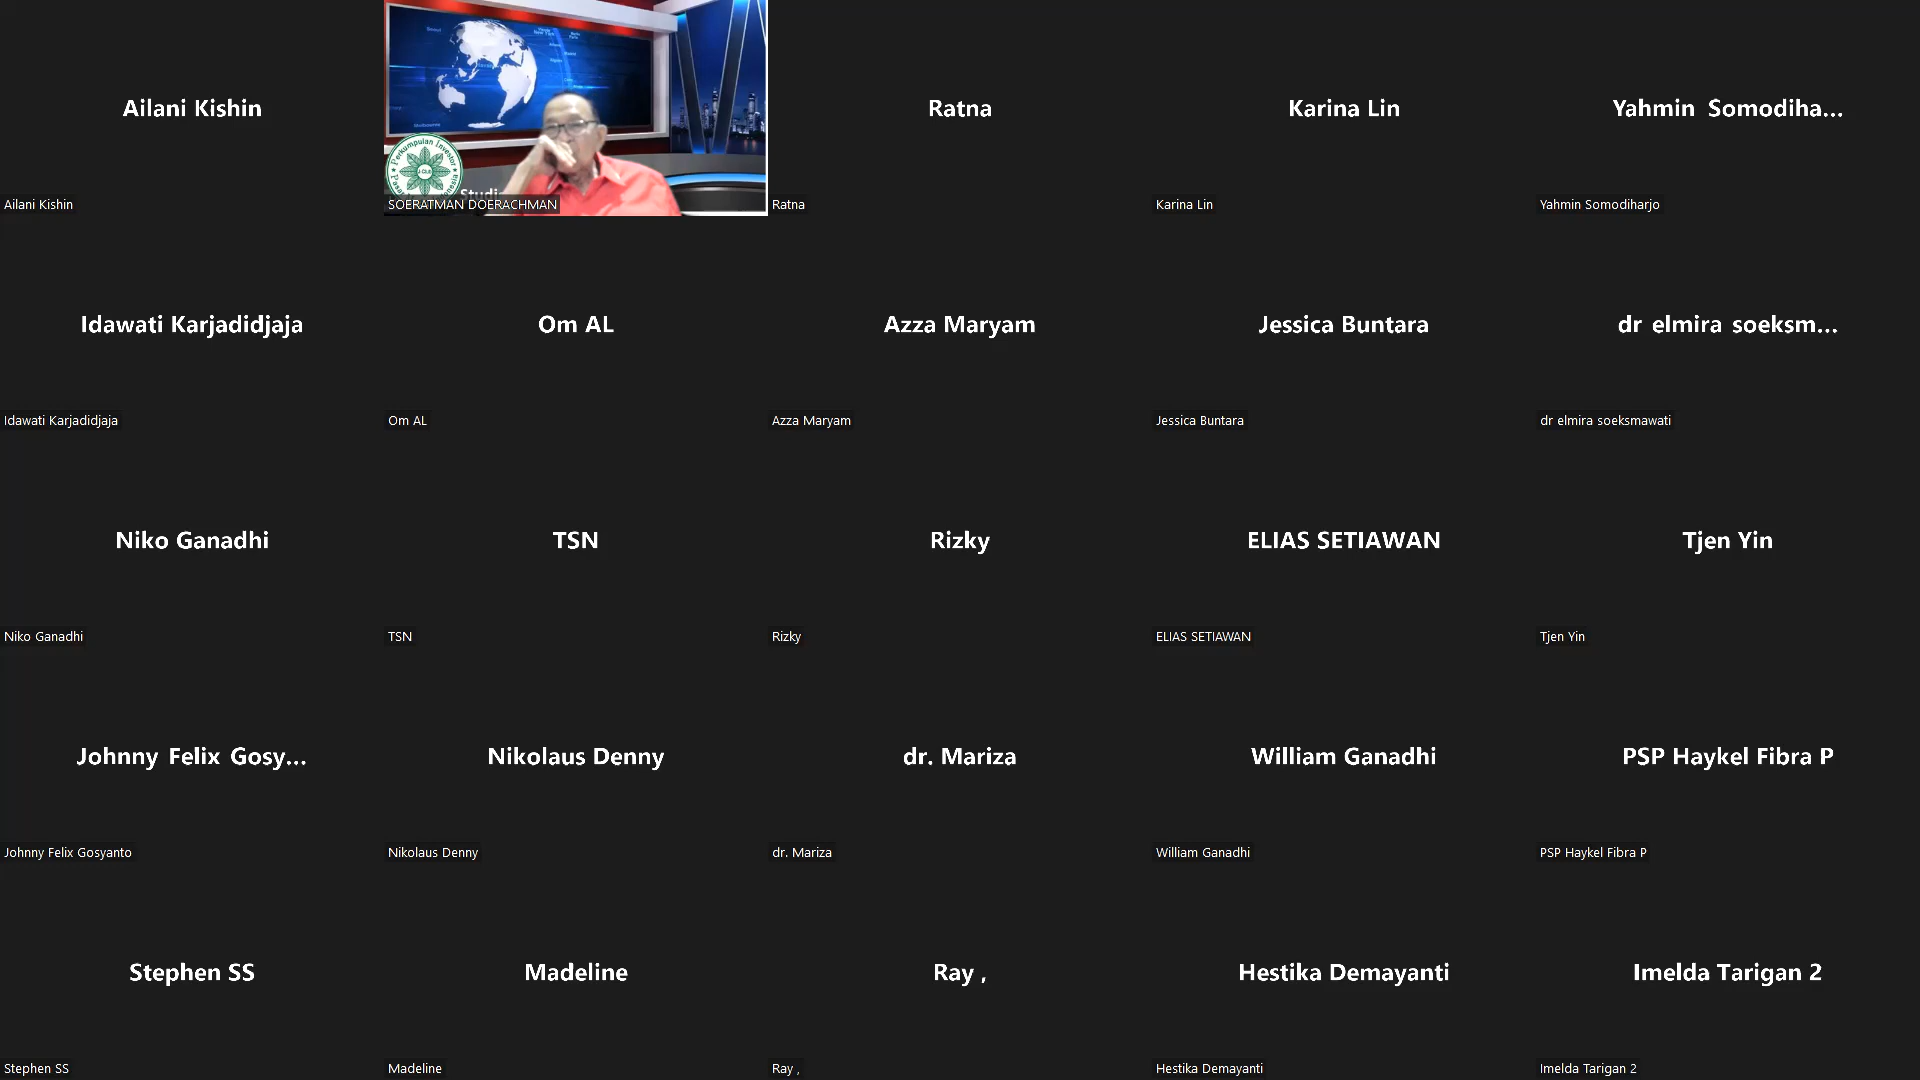 Ailani Kishin
Ratna
Karina Lin
Yahmin Somodiha...
Perkumpulan Investor
Studi
Ailani Kishin
SOERATMAN DOERACHMAN
Ratna
Karina Lin
Yahmin Somodiharjo
Idawati Karjadidjaja
Om AL
Azza Maryam
Jessica Buntara
dr elmira soeksm...
Idawati Karjadidjaja
Om AL
Azza Maryam
Jessica Buntara
dr elmira soeksmawati
Niko Ganadhi
TSN
Rizky
ELIAS SETIAWAN
Tjen Yin
Niko Ganadhi
TSN
Rizky
ELIAS SETIAWAN
Tjen Yin
Johnny Felix Gosy...
Nikolaus Denny
dr. Mariza
William Ganadhi
PSP Haykel Fibra P
Johnny Felix Gosyanto
Nikolaus Denny
dr. Mariza
William Ganadhi
PSP Haykel Fibra P
Stephen SS
Madeline
Ray ,
Hestika Demayanti
Imelda Tarigan 2
Stephen SS
Madeline
Ray ,
Hestika Demayanti
Imelda Tarigan 2